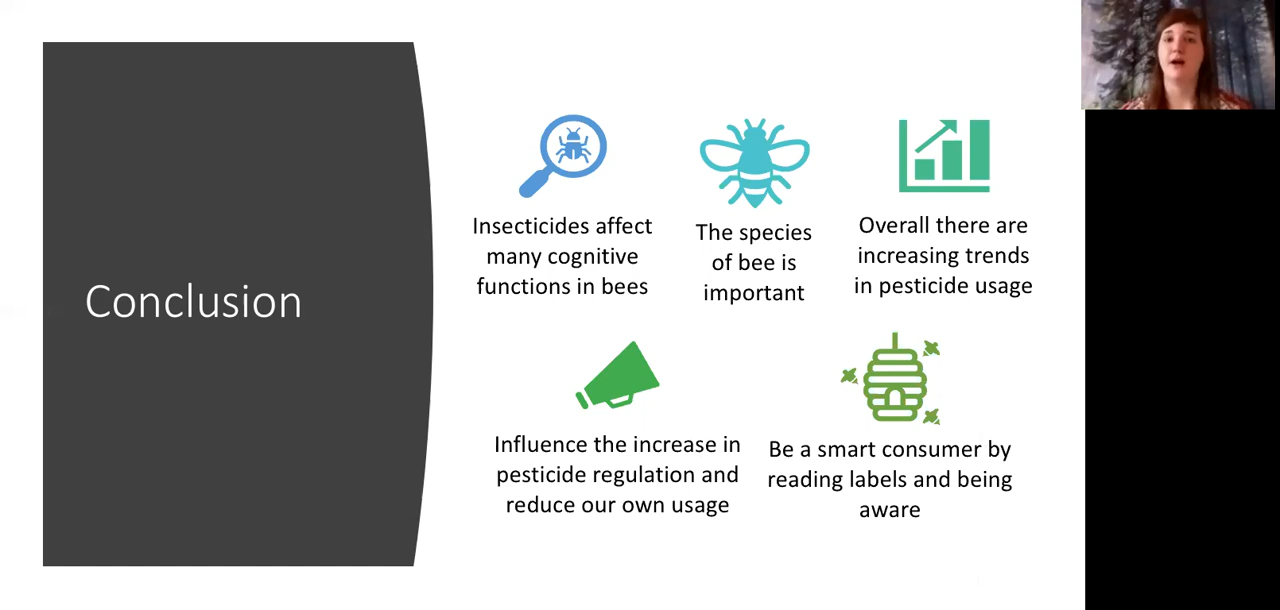 Conclusion
Insecticides affect
many cognitive
functions in bees
The species
of bee is
important
Overall there are
increasing trends
in pesticide usage
Influence the increase in
pesticide regulation and
reduce our own usage
Be a smart consumer by
reading labels and being
aware